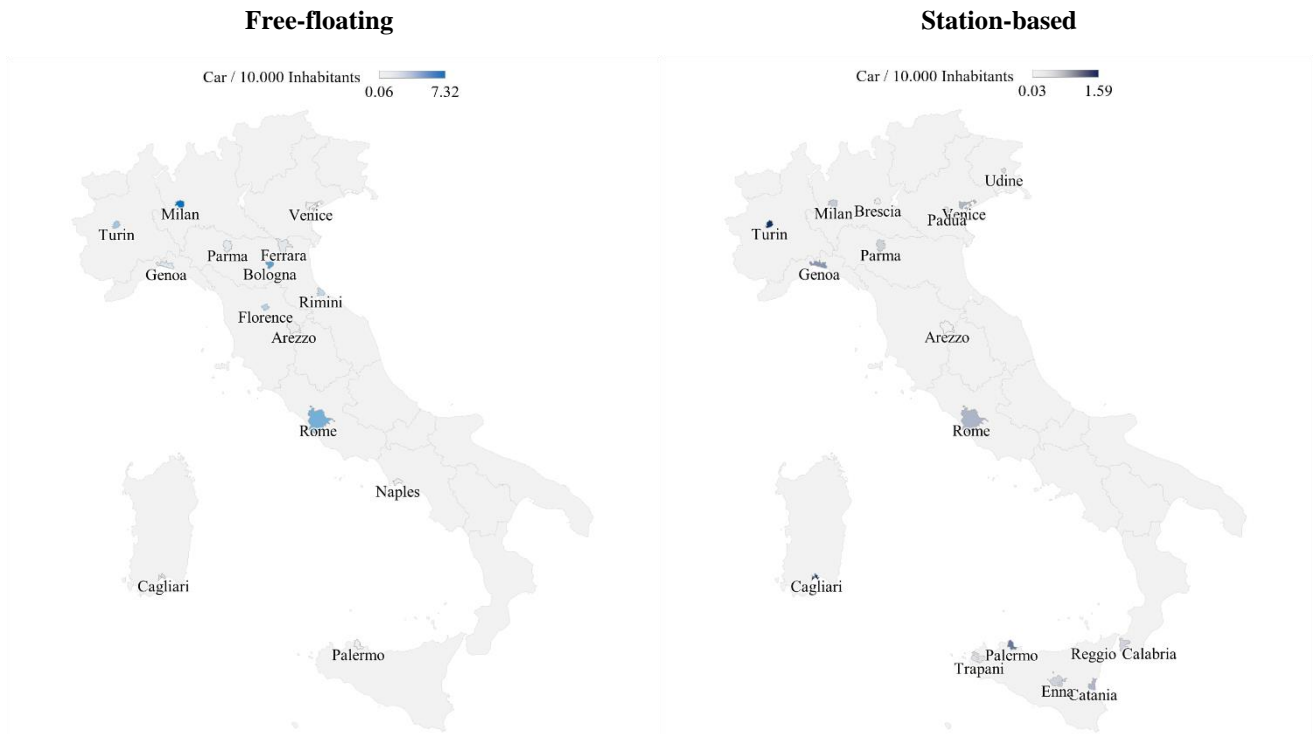 Free-floating
Station-based
Car / 10.000 Inhabitants
0.06 7.32
Milan
Venice
Turin
Parma Ferrara
Genoa
Bologna
Rimini
Florence
Arezzo
Rome
Naples
Cagliari
Palermo
Car / 10.000 Inhabitants
0.03 1.59
Udine
Milan Brescia
Venice
Padua
Turin
Parma
Genoa
Arezzo
Rome
Cagliari
Palermo
Reggio Calabria
Trapani
Enna
Catania